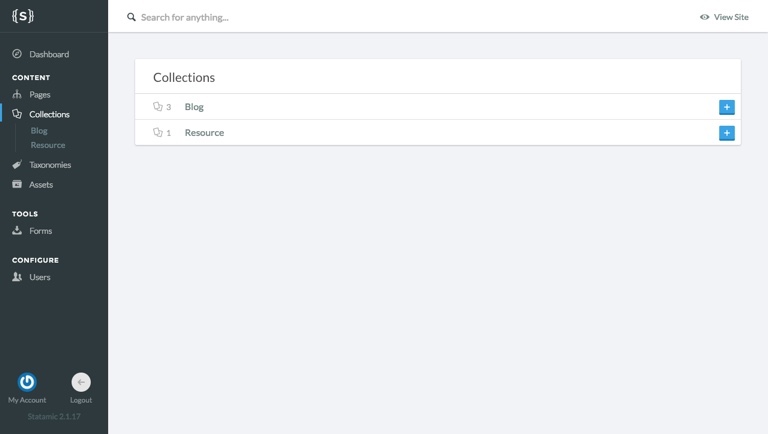 {S}
Search for anything...
View Site
Dashboard
CONTENT
Pages
Collections
Blog
Resource
Taxonomies
Assets
TOOLS
Forms
CONFIGURE
Users
My Account
Logout
Statamic 2.1.17
Collections
3 Blog +
1 Resource +